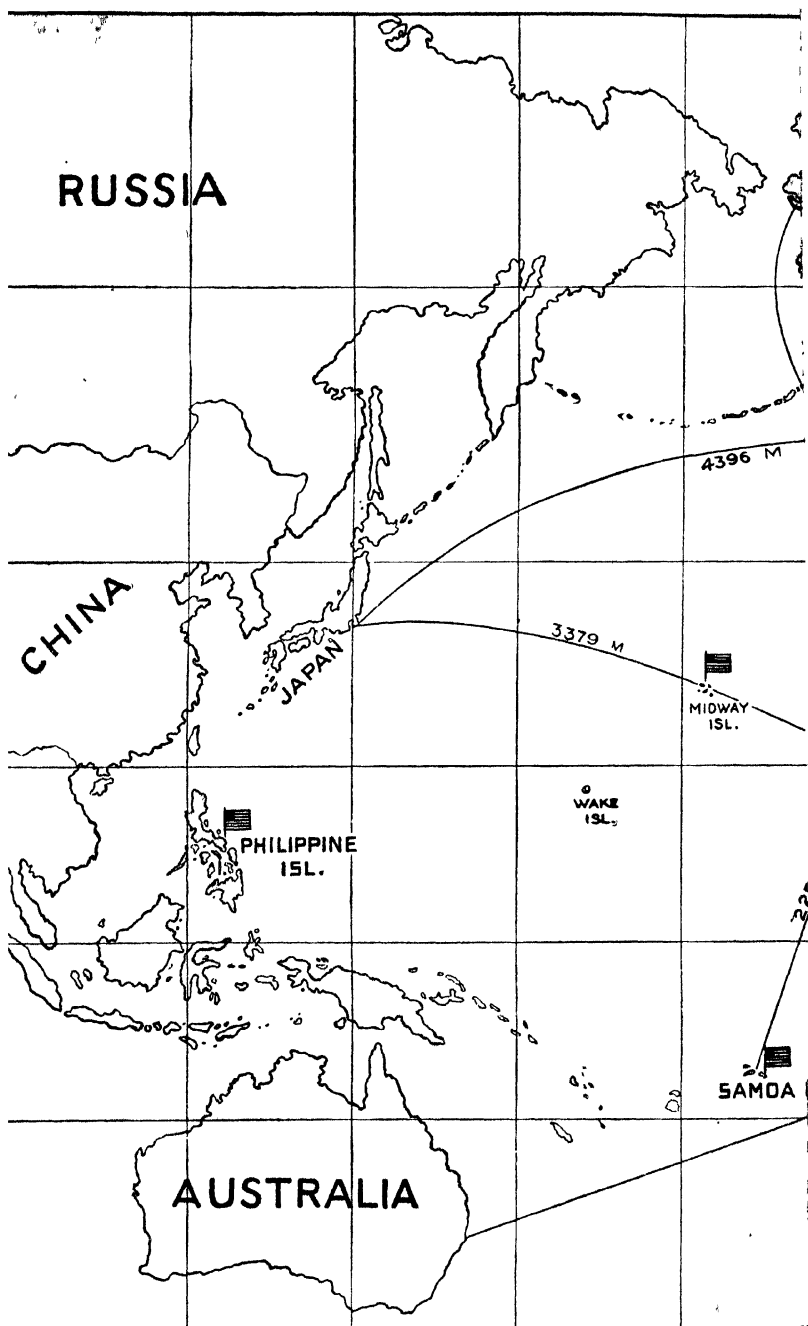 RUSSIA
4396 M
CHINA
3379 M
JAPAN
MIDWAY
ISL.
WAKE
ISL.
PHILIPPINE
ISL.
SAMOA
AUSTRALIA